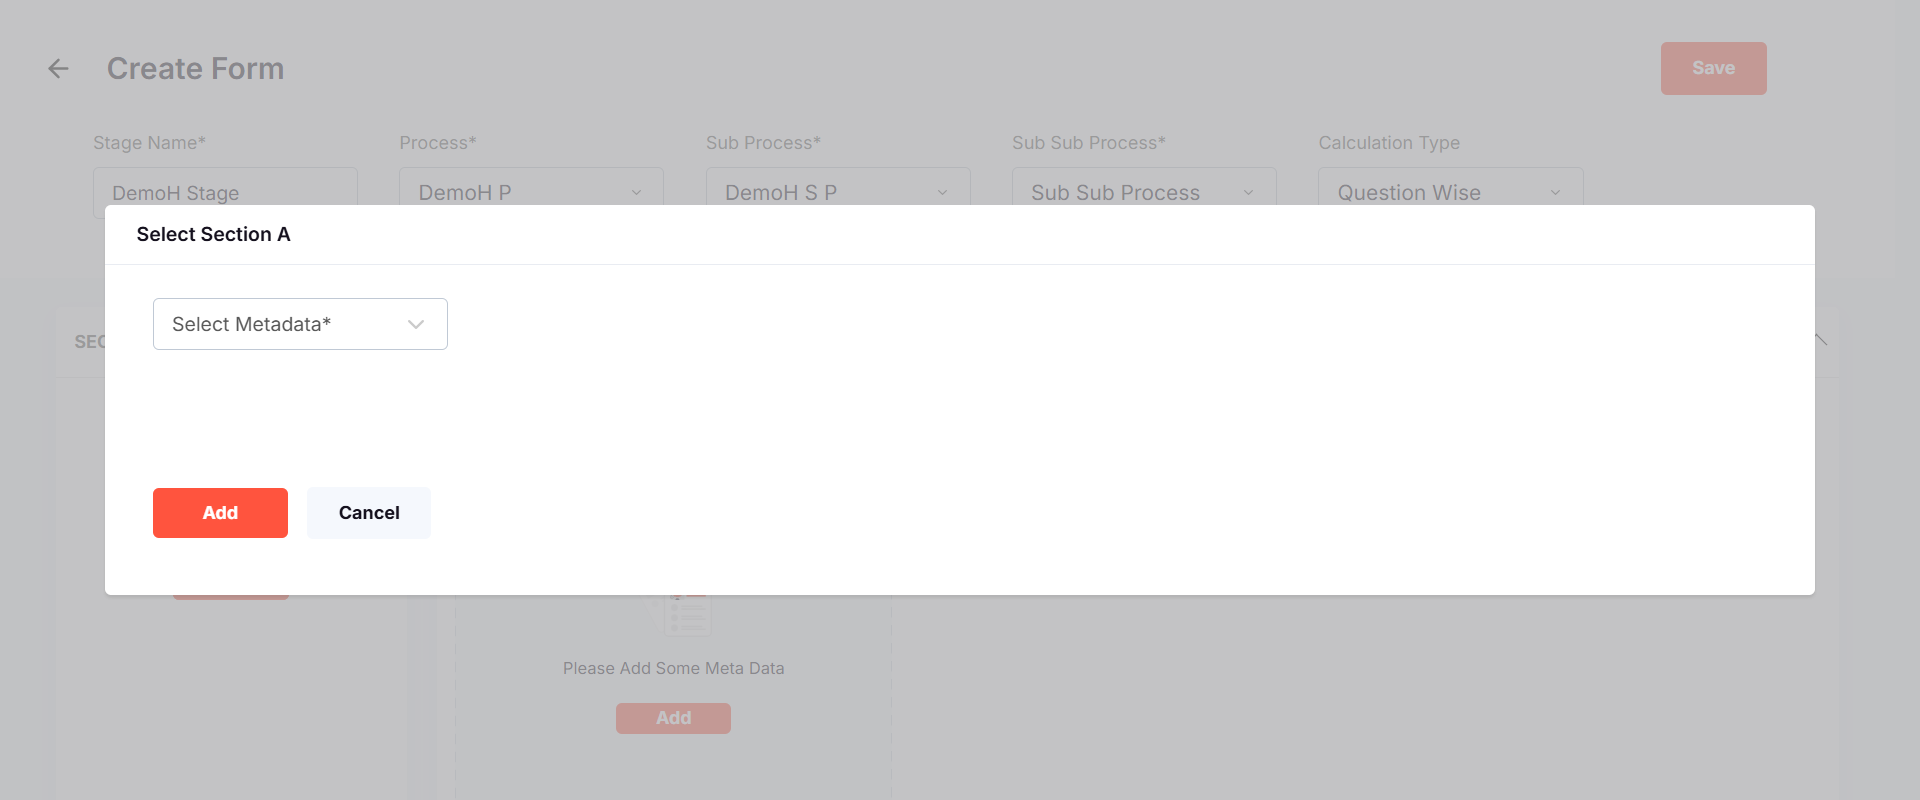 Create Form
Save
Stage Name*
Process*
Sub Process*
Sub Sub Process*
Calculation Type
DemoH Stage
DemoH P
DemoH S P
Sub Sub Process
Question Wise
Select Section A
Select Metadata*
SEC
Add
Cancel
Please Add Some Meta Data
Add